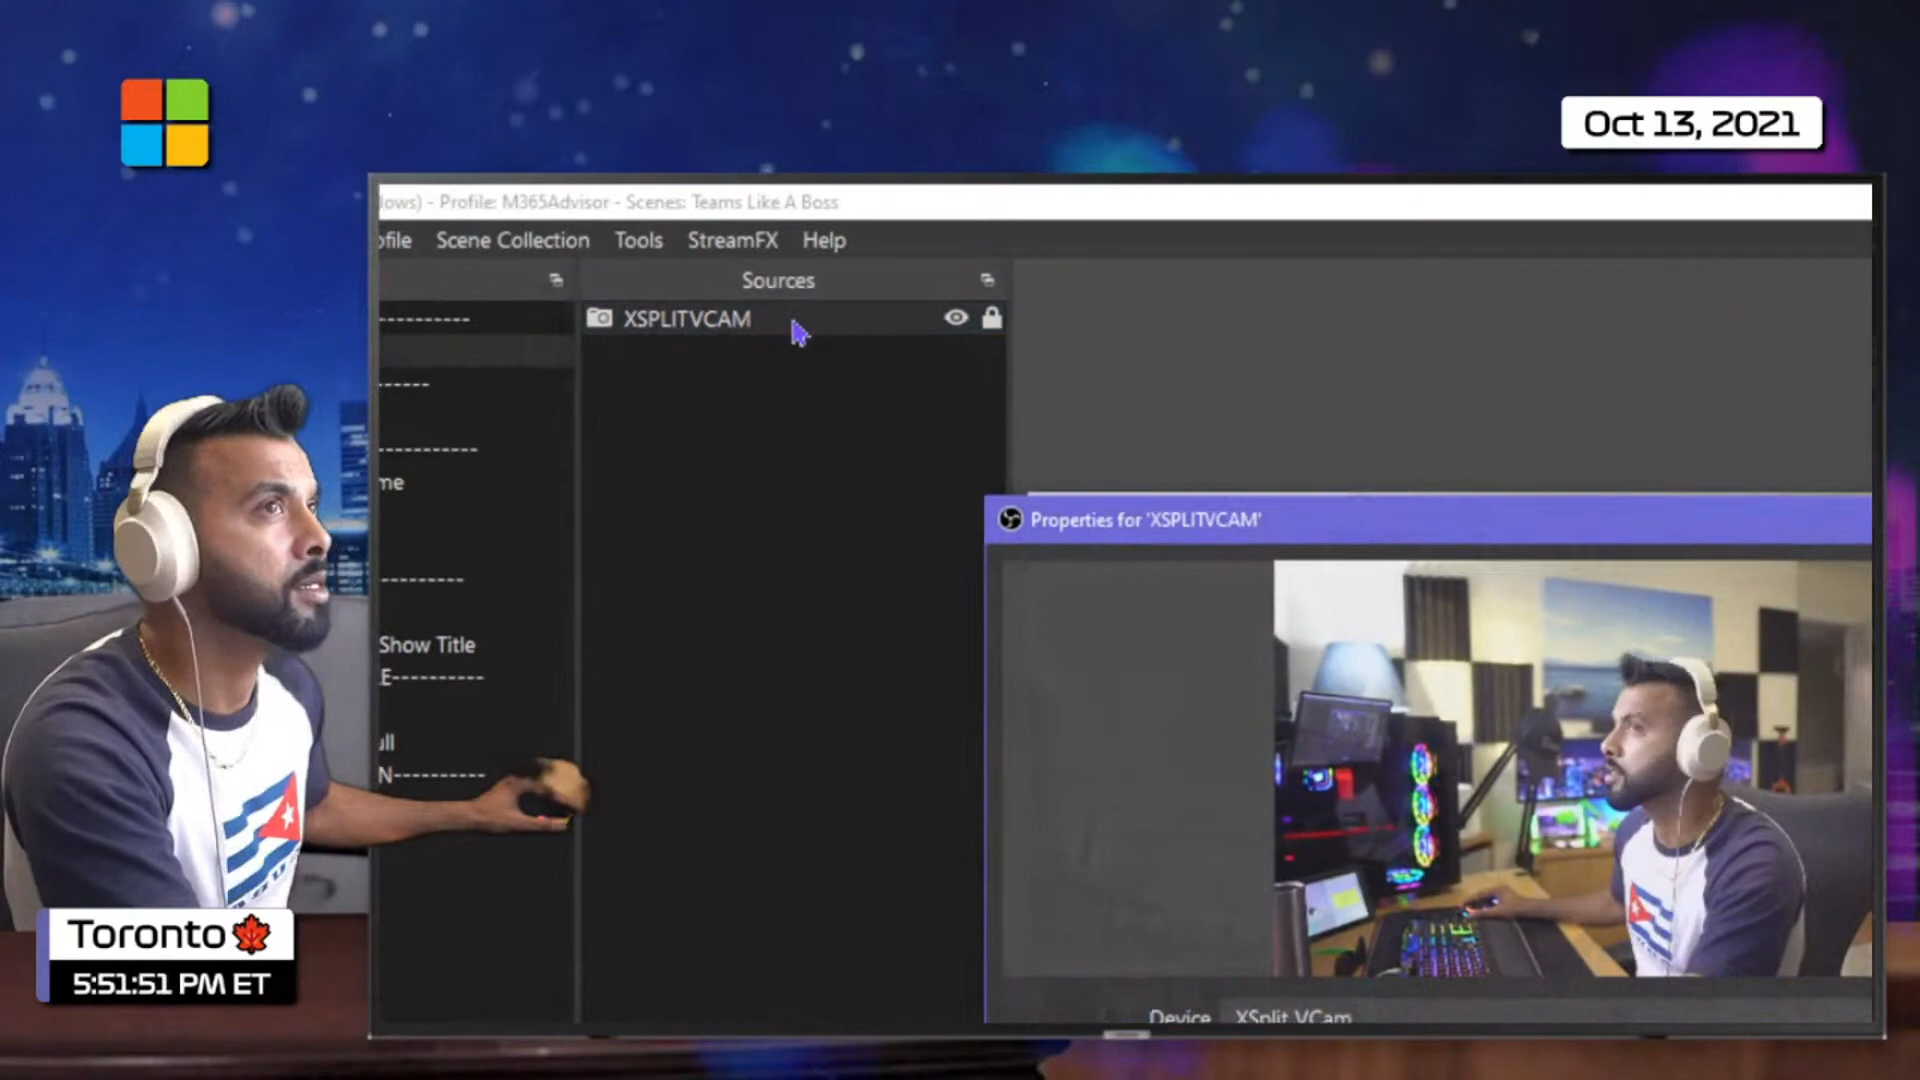 Oct 13, 2021
lows) - Profile: M365Advisor - Scenes: Teams Like A Boss
ofile Scene Collection Tools StreamFX Help
Sources
----------- XSPLITVCAM
------
------------
me
Properties for 'XSPLITVCAM'
----------
Show Title
E----------
ull
N----------
Toronto
5:51:51 PM ET
Device XSplit VCam